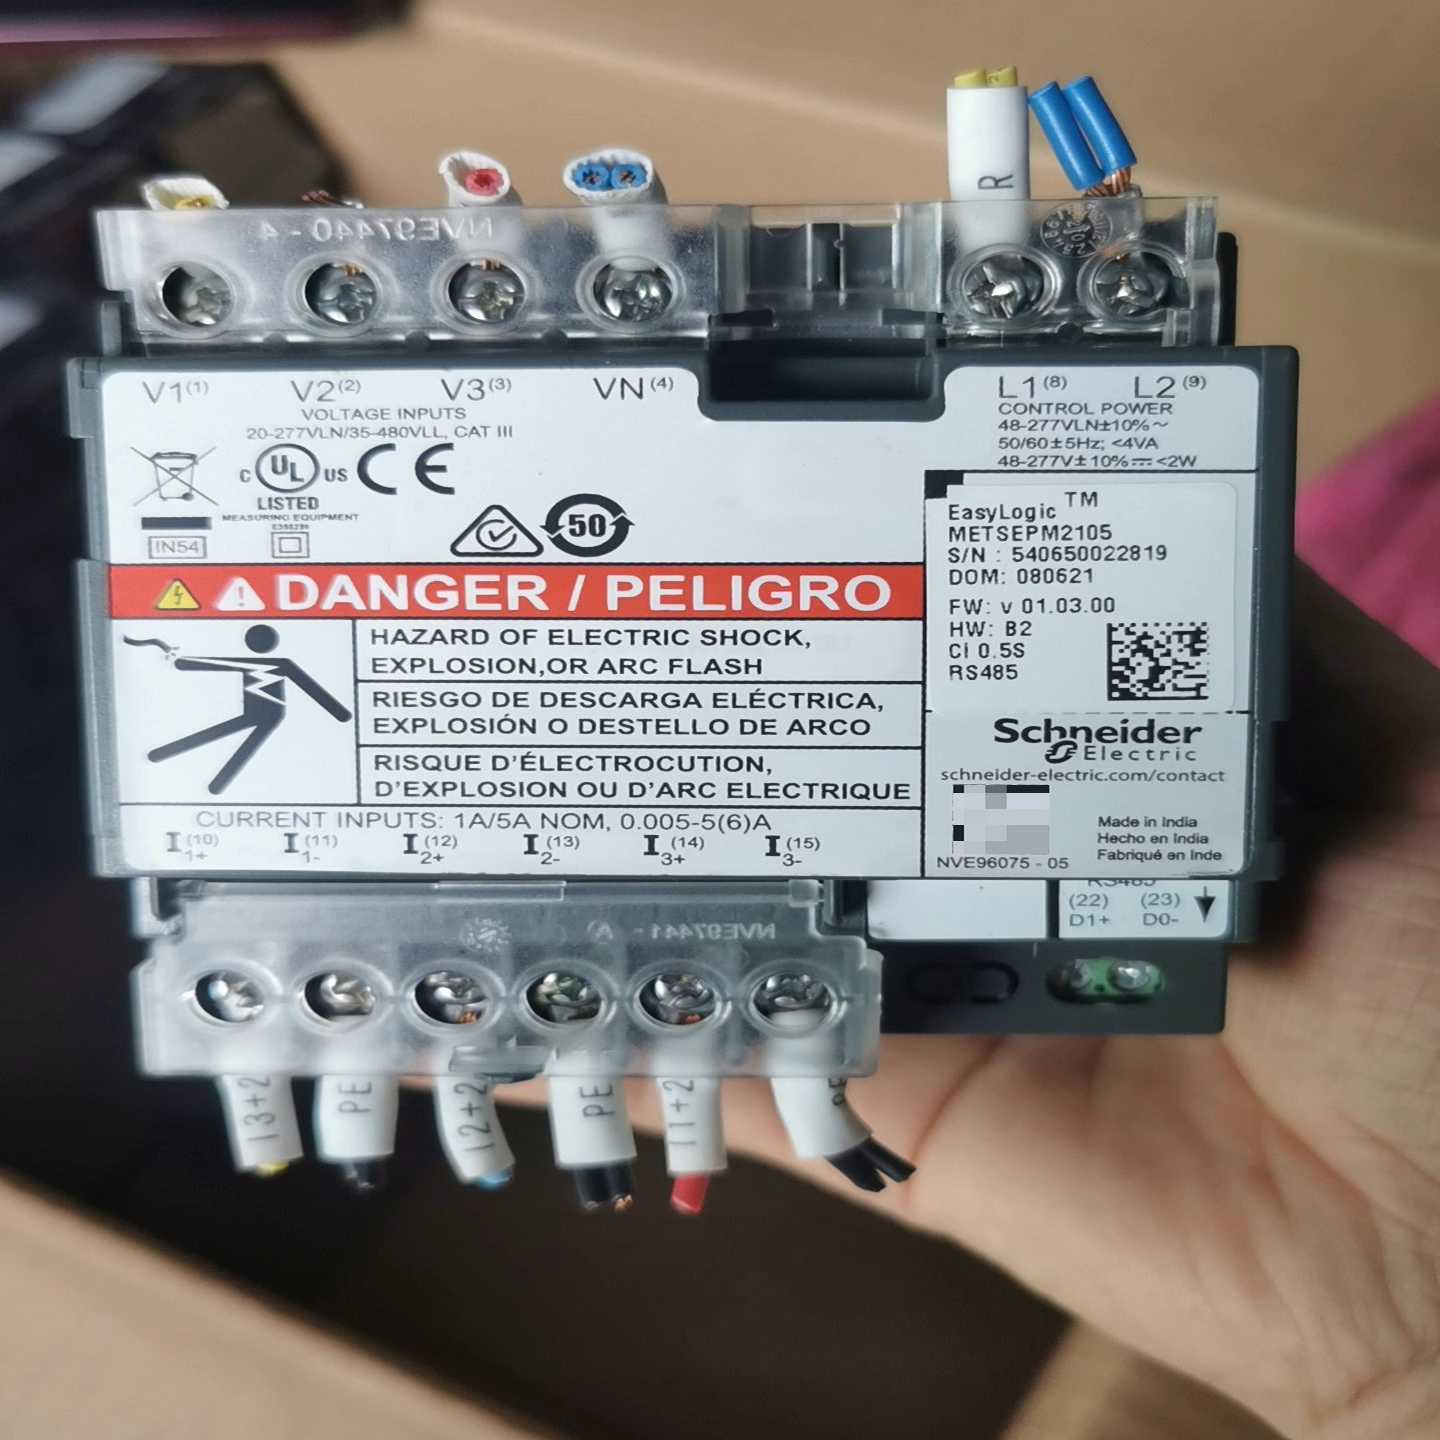 NVE97440-4
R
V1(1) V2(2) V3(3) VN(4)
VOLTAGE INPUTS
20-277VLN/35-480VLL, CAT III
L1(8) L2(9)
CONTROL POWER
48-277VLN±10%~
50/60±5Hz; <4VA
48-277V±10%⎓<2W
C UL US
LISTED
MEASURING EQUIPMENT
CE
50
IN54
DANGER / PELIGRO
HAZARD OF ELECTRIC SHOCK,
EXPLOSION,OR ARC FLASH
RIESGO DE DESCARGA ELÉCTRICA,
EXPLOSIÓN O DESTELLO DE ARCO
RISQUE D'ÉLECTROCUTION,
D'EXPLOSION OU D'ARC ELECTRIQUE
EasyLogic TM
METSEPM2105
S/N : 540650022819
DOM: 080621
FW: v 01.03.00
HW: B2
Cl 0.5S
RS485
Schneider
Electric
schneider-electric.com/contact
Made in India
Hecho en India
Fabriqué en Inde
NVE96075 - 05
CURRENT INPUTS: 1A/5A NOM, 0.005-5(6)A
I1+(10) I1-(11) I2+(12) I2-(13) I3+(14) I3-(15)
RS485
(22) (23)
D1+ D0-
NVE97441 - A
I3+2 PE I2+2 PE I1+2 PE